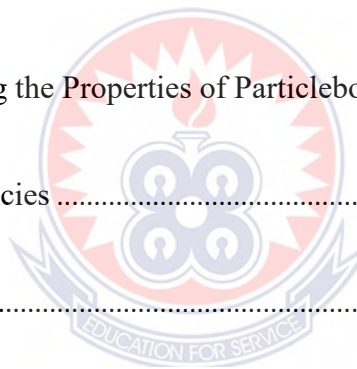 g the Properties of Particlebo
cies ....................................................
............................................................
EDUCATION FOR SERVICE